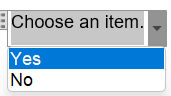 Choose an item.
Yes
No